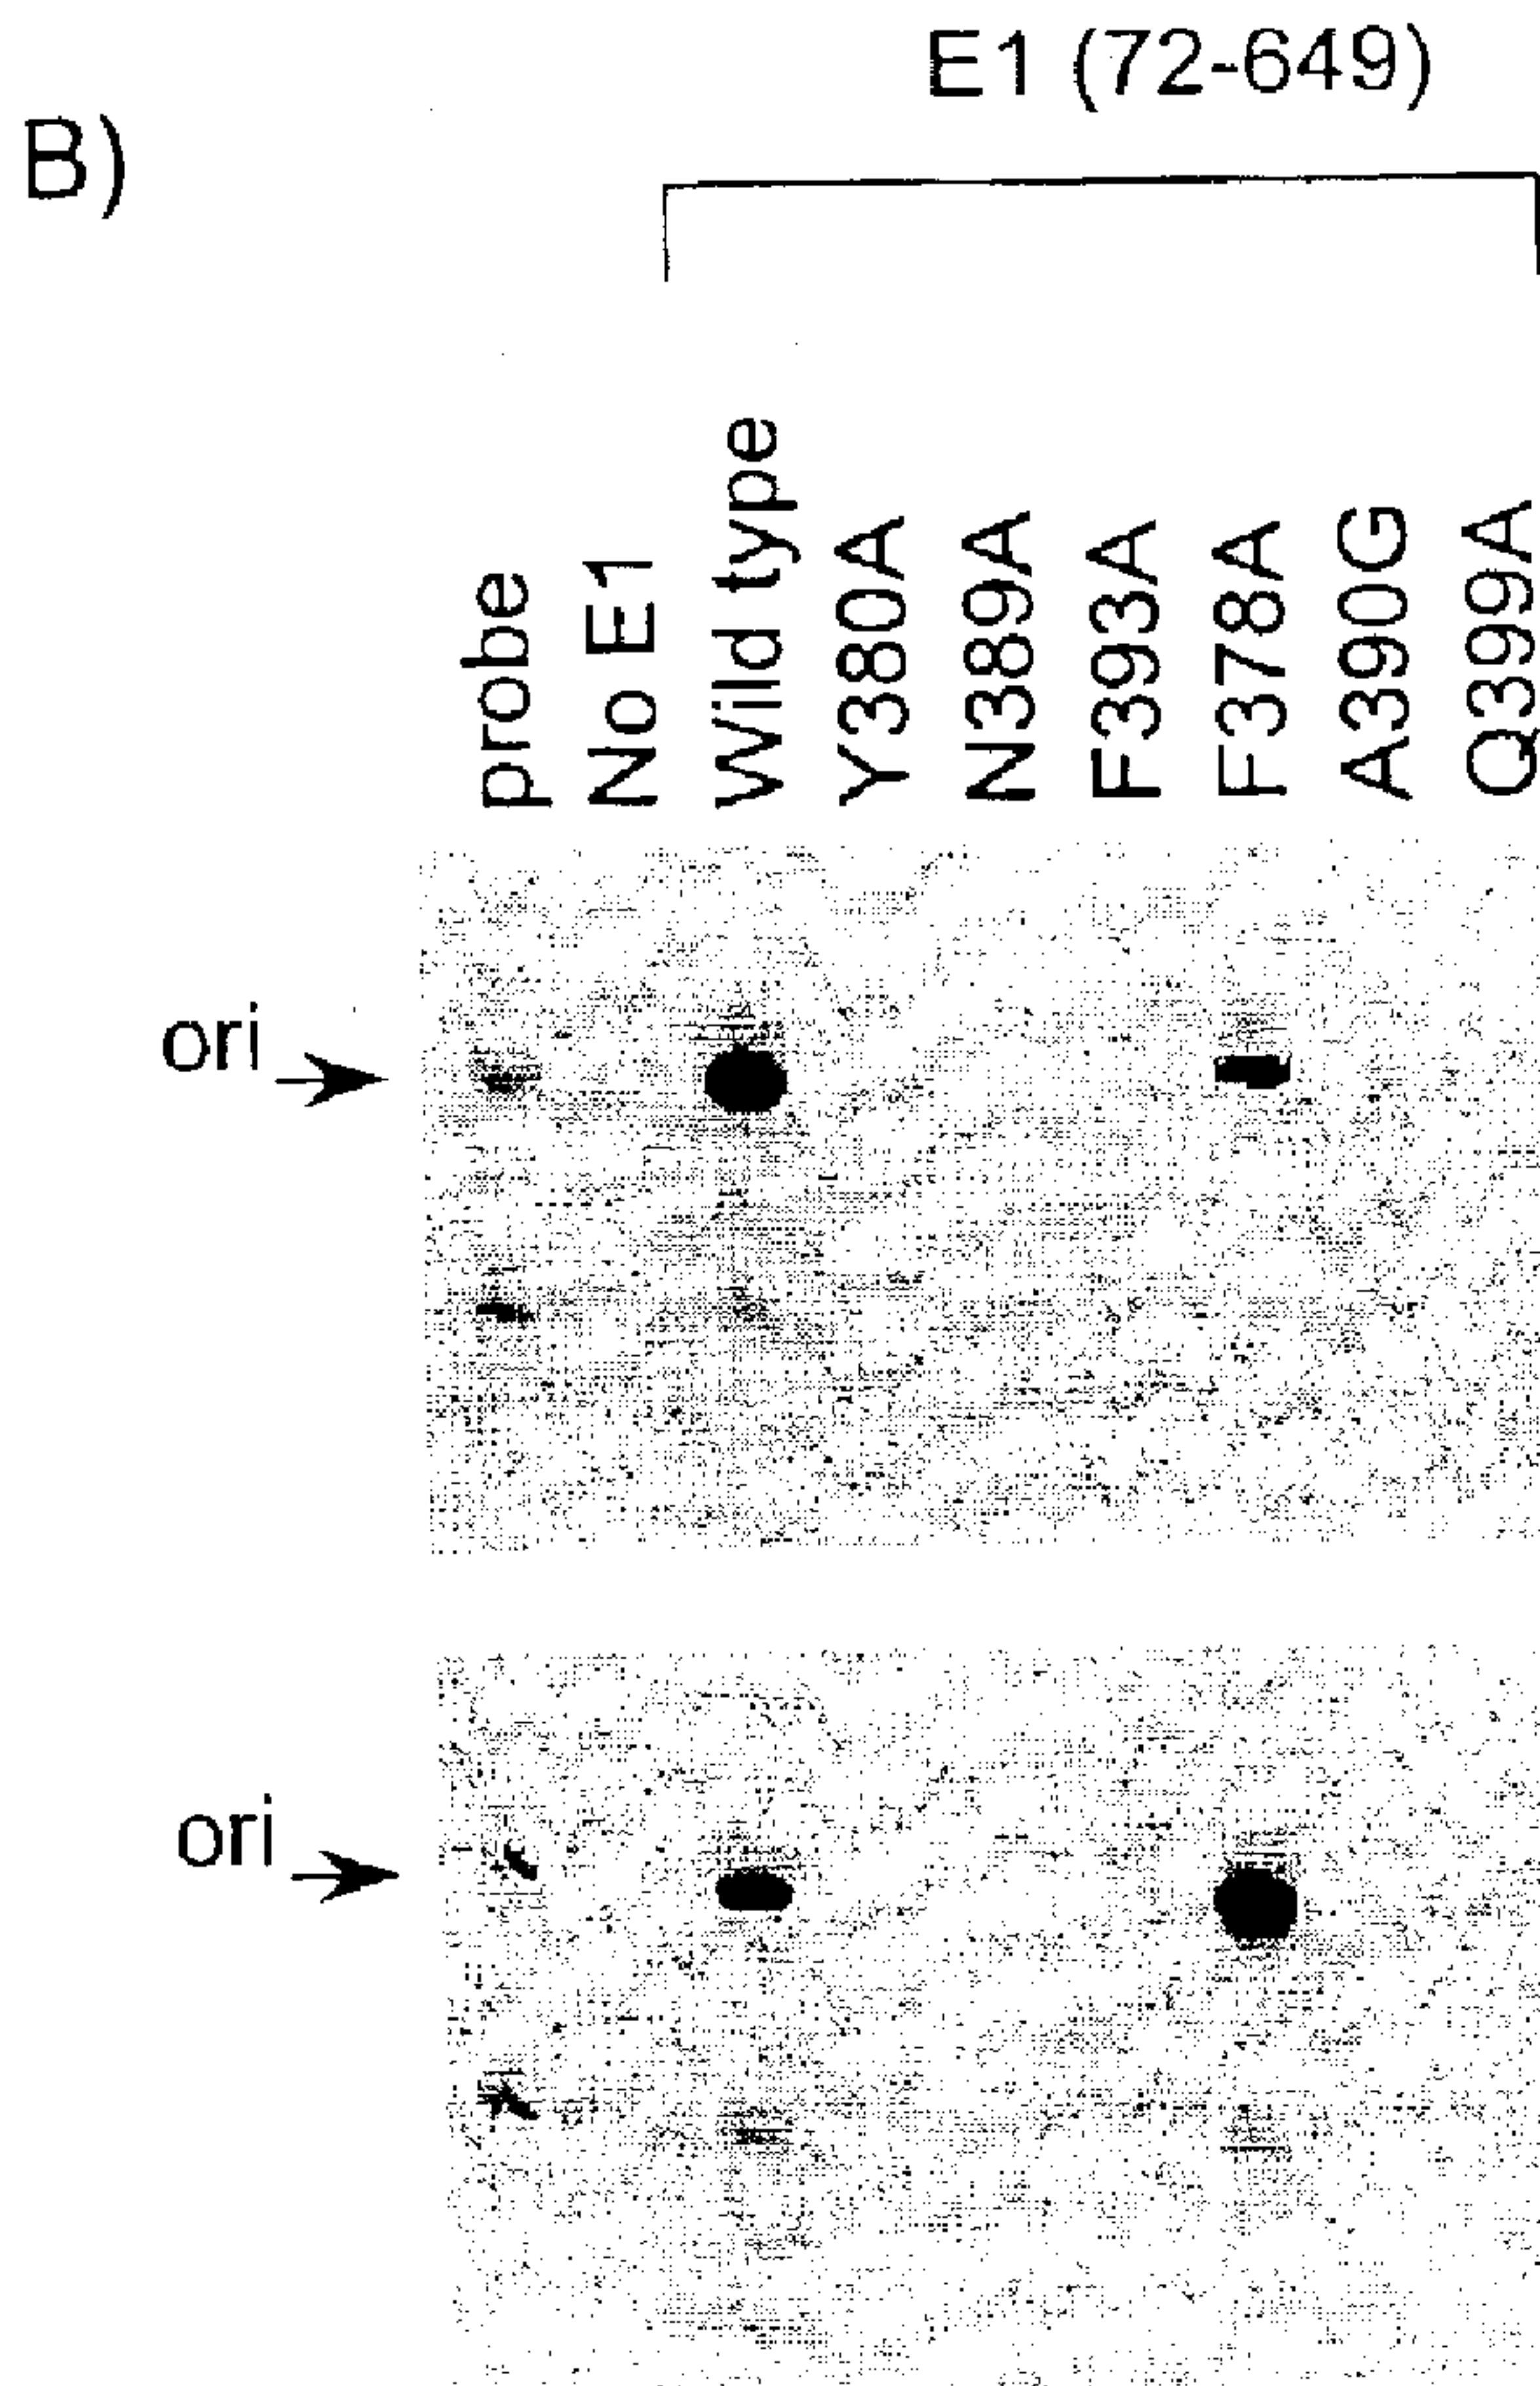 E1 (72-649)
B)
probe
No E1
Wild type
Y380A
N389A
F393A
F378A
A390G
Q399A
ori
ori